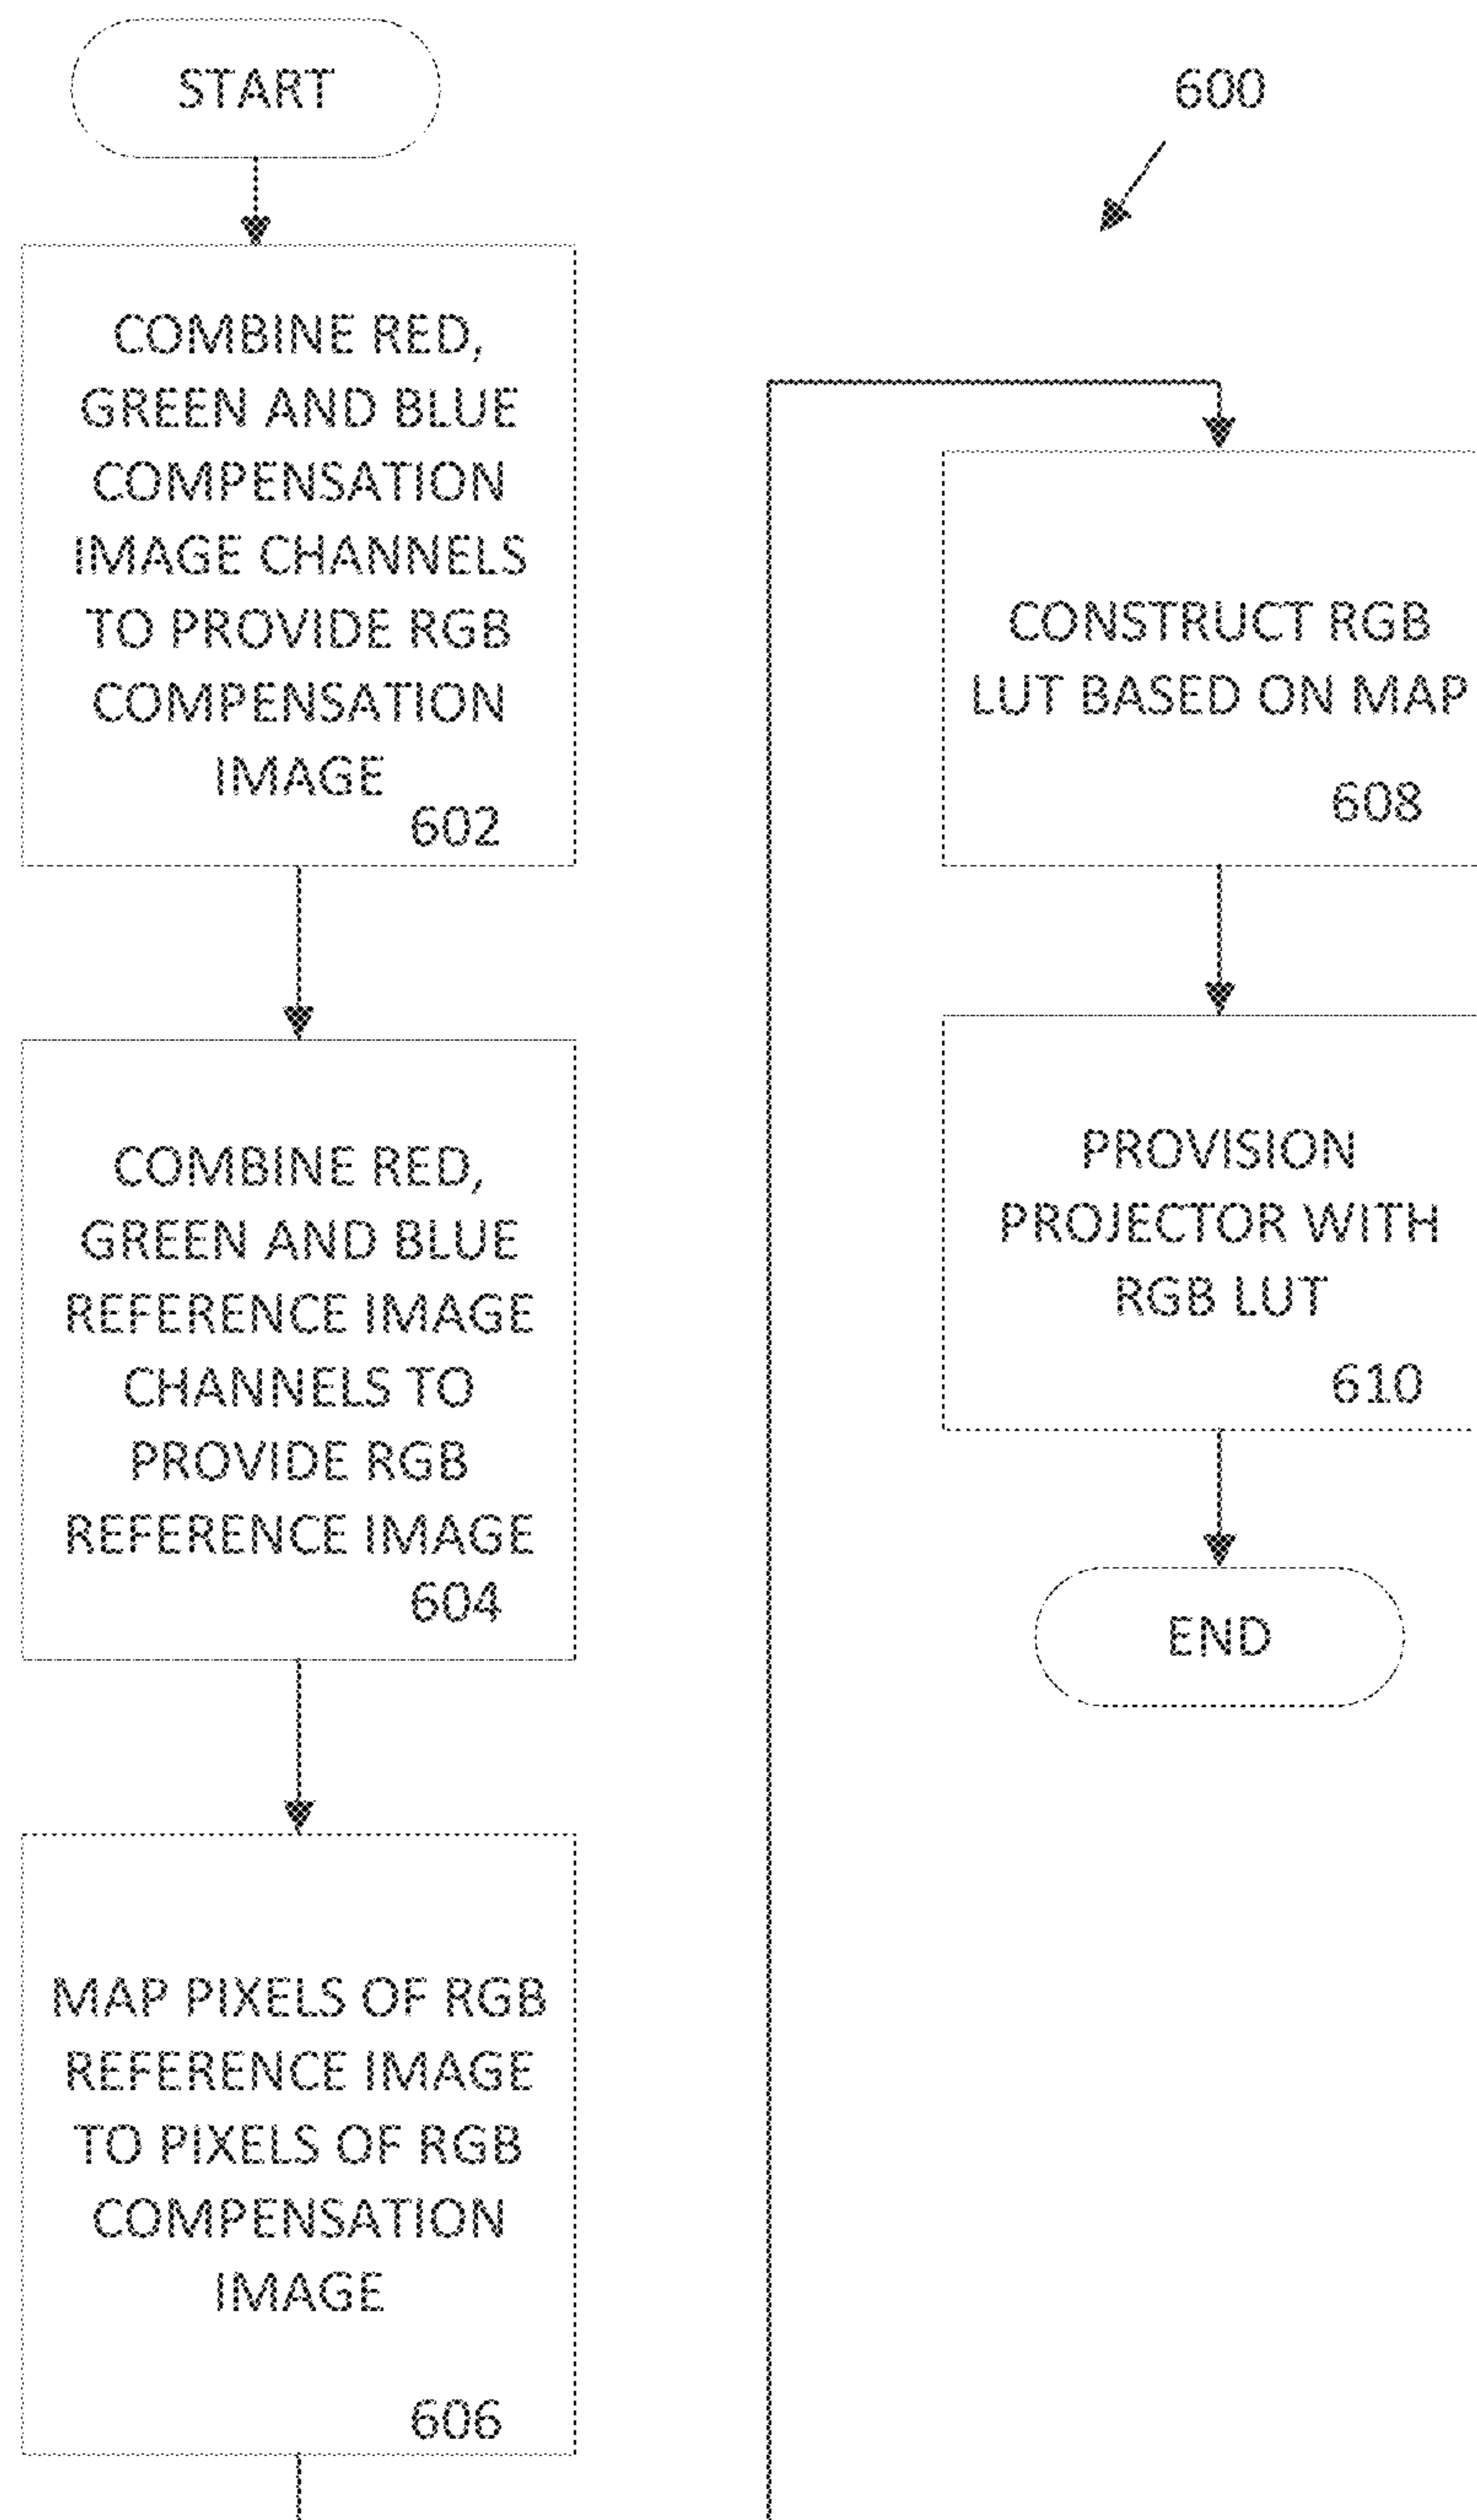 START
COMBINE RED,
GREEN AND BLUE
COMPENSATION
IMAGE CHANNELS
TO PROVIDE RGB
COMPENSATION
IMAGE
602
COMBINE RED,
GREEN AND BLUE
REFERENCE IMAGE
CHANNELS TO
PROVIDE RGB
REFERENCE IMAGE
604
MAP PIXELS OF RGB
REFERENCE IMAGE
TO PIXELS OF RGB
COMPENSATION
IMAGE
606
600
CONSTRUCT RGB
LUT BASED ON MAP
608
PROVISION
PROJECTOR WITH
RGB LUT
610
END